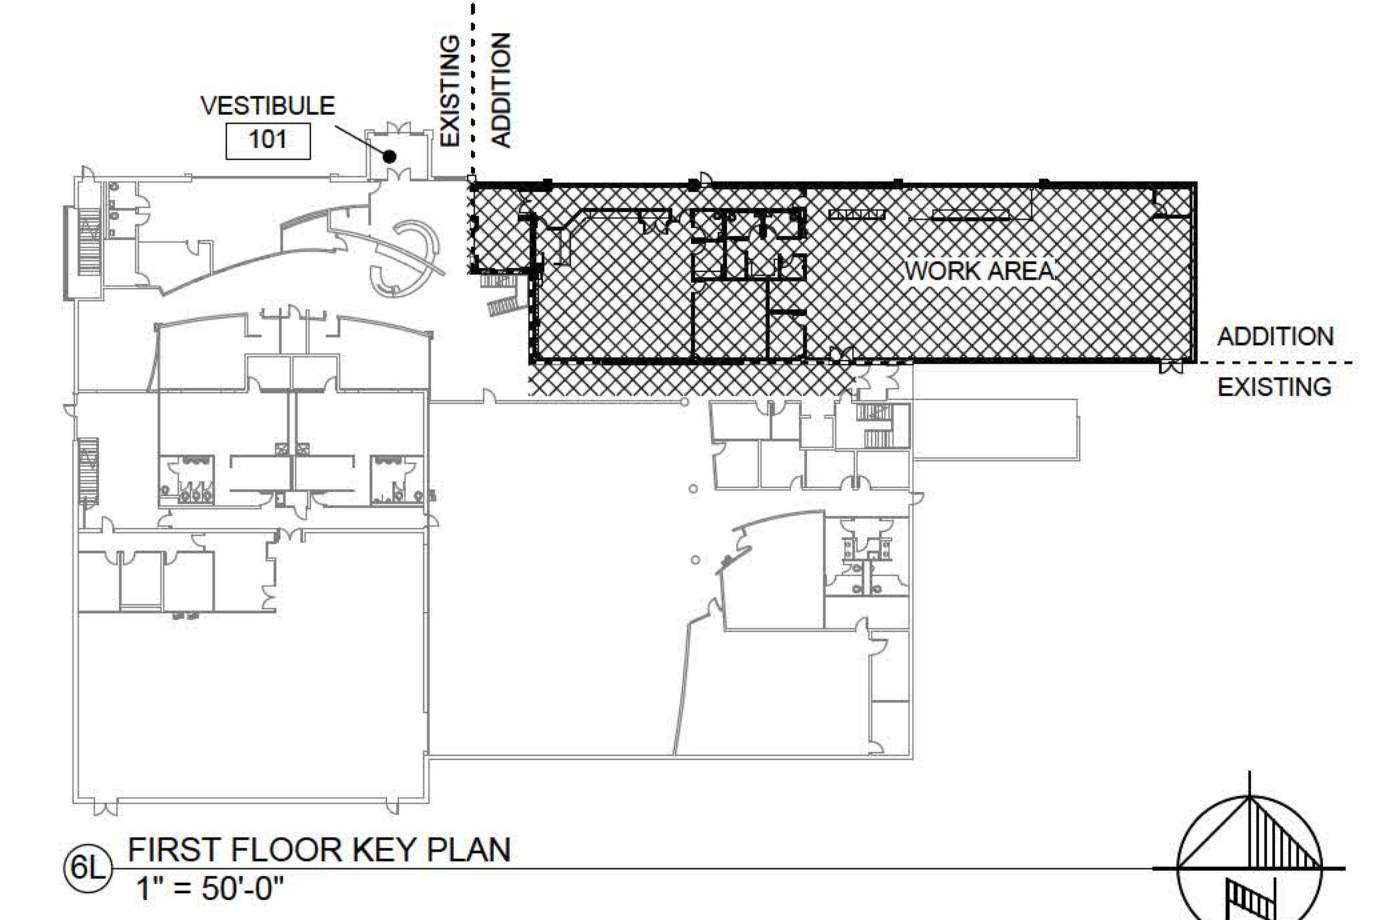 EXISTING
ADDITION
VESTIBULE
101
WORK AREA
ADDITION
EXISTING
6L
FIRST FLOOR KEY PLAN
1" = 50'-0"